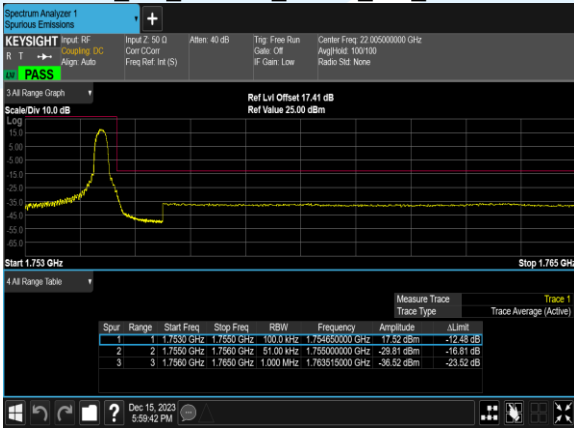 Spectrum Analyzer 1
Spurious Emissions
KEYSIGHT Input: RF Input Z: 50 Ω Atten: 40 dB Trig: Free Run Center Freq: 22.005000000 GHz
R T Coupling: DC Corr CCorr Gate: Off Avg|Hold: 100/100
Align: Auto Freq Ref: Int (S) IF Gain: Low Radio Std: None
LXI PASS
3 All Range Graph
Ref Lvl Offset 17.41 dB
Scale/Div 10.0 dB Ref Value 25.00 dBm
Log
15.0
5.00
-5.00
-15.0
-25.0
-35.0
-45.0
-55.0
-65.0
Start 1.753 GHz Stop 1.765 GHz
4 All Range Table
Measure Trace Trace 1
Trace Type Trace Average (Active)
Spur Range Start Freq Stop Freq RBW Frequency Amplitude ΔLimit
1 1 1.7530 GHz 1.7550 GHz 100.0 kHz 1.754650000 GHz 17.52 dBm -12.48 dB
2 2 1.7550 GHz 1.7560 GHz 51.00 kHz 1.755000000 GHz -29.81 dBm -16.81 dB
3 3 1.7560 GHz 1.7650 GHz 1.000 MHz 1.763515000 GHz -36.52 dBm -23.52 dB
? Dec 15, 2023
5:59:42 PM